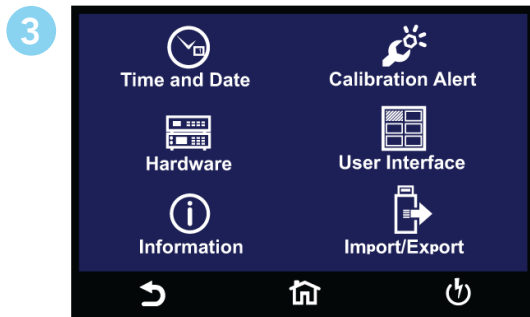 3
Time and Date
Calibration Alert
Hardware
User Interface
Information
Import/Export